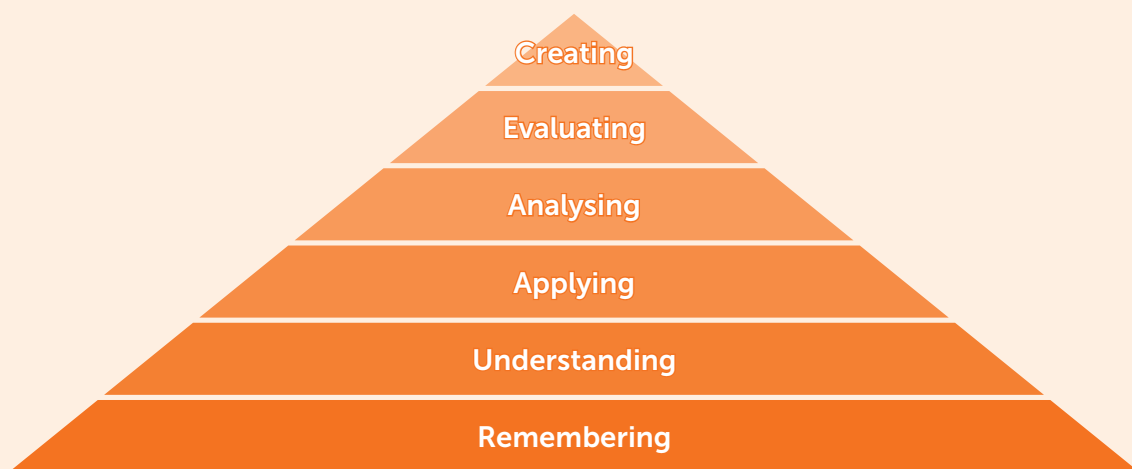 Creating
Evaluating
Analysing
Applying
Understanding
Remembering